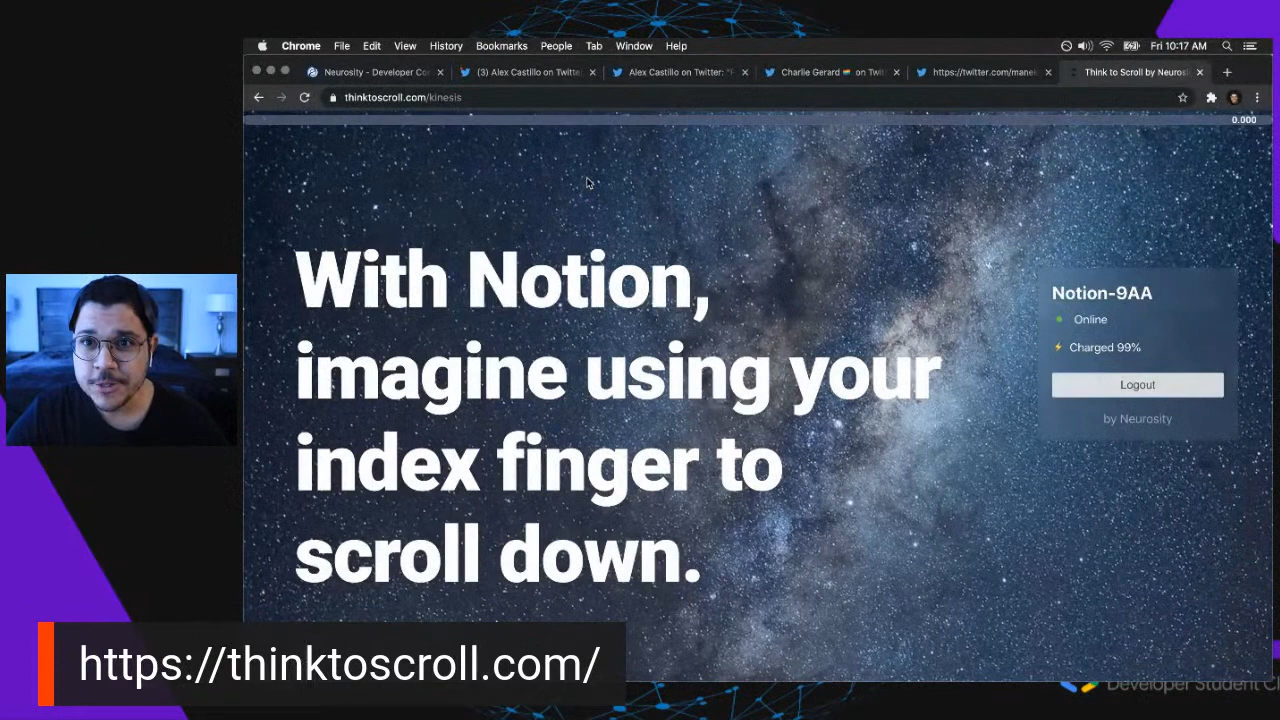 Chrome File Edit View History Bookmarks People Tab Window Help Fri 10:17 AM
Neurosity - Developer Co (3) Alex Castillo on Twitte Alex Castillo on Twitter: "F Charlie Gerard 🏳️‍🌈 on Twit https://twitter.com/mane Think to Scroll by Neuros
thinktoscroll.com/kinesis
0.000
With Notion,
imagine using your
index finger to
scroll down.
Notion-9AA
Online
Charged 99%
Logout
by Neurosity
https://thinktoscroll.com/
Developer Student Cl